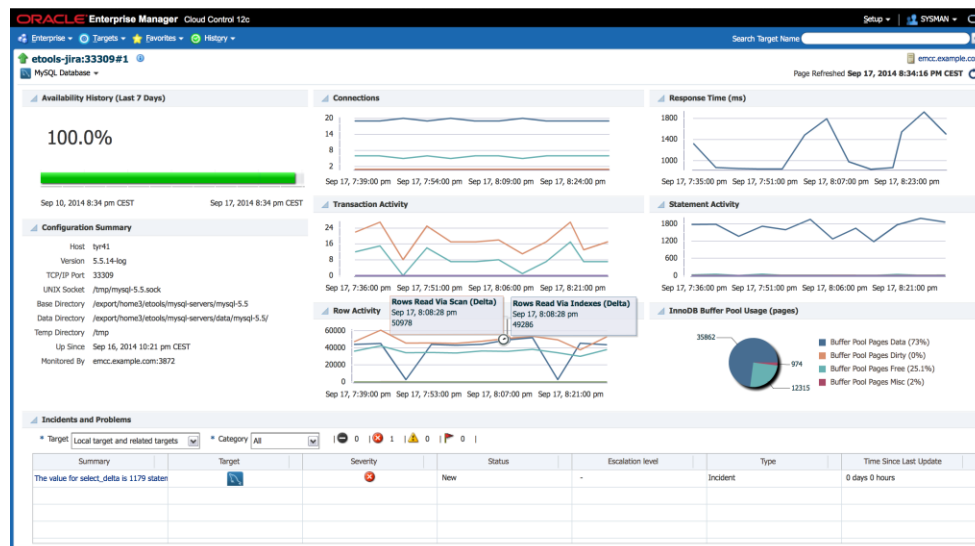 ORACLE Enterprise Manager Cloud Control 12c
Setup
SYSMAN
Enterprise Targets Favorites History
Search Target Name
etools-jira:33309#1
emcc.example.co
MySQL Database
Page Refreshed Sep 17, 2014 8:34:16 PM CEST
Availability History (Last 7 Days)
100.0%
Sep 10, 2014 8:34 pm CEST
Sep 17, 2014 8:34 pm CEST
Configuration Summary
Host tyr41
Version 5.5.14-log
TCP/IP Port 33309
UNIX Socket /tmp/mysql-5.5.sock
Base Directory /export/home3/etools/mysql-servers/mysql-5.5
Data Directory /export/home3/etools/mysql-servers/data/mysql-5.5/
Temp Directory /tmp
Up Since Sep 16, 2014 10:21 pm CEST
Monitored By emcc.example.com:3872
Connections
20
14
8
2
Sep 17, 7:39:00 pm Sep 17, 7:54:00 pm Sep 17, 8:09:00 pm Sep 17, 8:24:00 pm
Transaction Activity
24
16
8
0
Sep 17, 7:36:00 pm Sep 17, 7:51:00 pm Sep 17, 8:06:00 pm Sep 17, 8:21:00 pm
Row Activity
Rows Read Via Scan (Delta)
Sep 17, 8:08:28 pm
50978
Rows Read Via Indexes (Delta)
Sep 17, 8:08:28 pm
49286
60000
40000
20000
0
Sep 17, 7:39:00 pm Sep 17, 7:53:00 pm Sep 17, 8:07:00 pm Sep 17, 8:21:00 pm
Response Time (ms)
1800
1400
1000
Sep 17, 7:35:00 pm Sep 17, 7:51:00 pm Sep 17, 8:07:00 pm Sep 17, 8:23:00 pm
Statement Activity
1800
1200
600
0
Sep 17, 7:36:00 pm Sep 17, 7:51:00 pm Sep 17, 8:06:00 pm Sep 17, 8:21:00 pm
InnoDB Buffer Pool Usage (pages)
35862
974
12315
Buffer Pool Pages Data (73%)
Buffer Pool Pages Dirty (0%)
Buffer Pool Pages Free (25.1%)
Buffer Pool Pages Misc (2%)
Incidents and Problems
* Target Local target and related targets * Category All | 0 | 1 | 0 | 0 |
Summary Target Severity Status Escalation level Type Time Since Last Update
The value for select_delta is 1179 staten New - Incident 0 days 0 hours